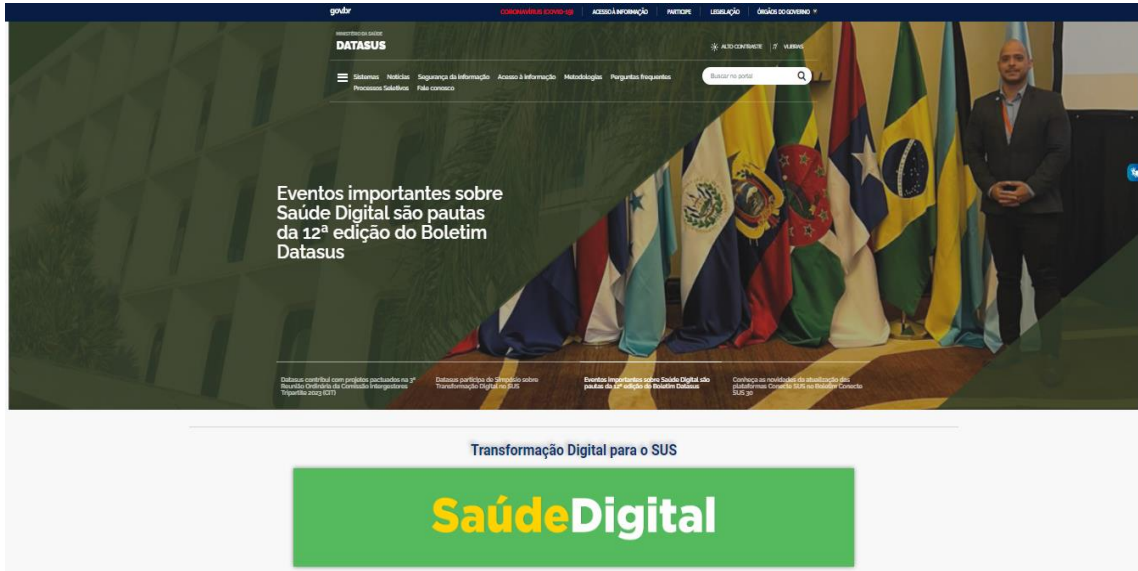 govbr
CORONAVÍRUS (COVID-19)
ACESSO À INFORMAÇÃO
PARTICIPE
LEGISLAÇÃO
ÓRGÃOS DO GOVERNO
MINISTÉRIO DA SAÚDE
DATASUS
ALTO CONTRASTE
VLIBRAS
Sistemas Notícias Segurança da Informação Acesso à Informação Metodologias Perguntas frequentes
Processos Seletivos Fale conosco
Buscar no portal
Eventos importantes sobre
Saúde Digital são pautas
da 12ª edição do Boletim
Datasus
Datasus contribui com projetos pactuados na 3ª
Reunião Ordinária da Comissão Intergestores
Tripartite 2023 (CIT)
Datasus participa de Simpósio sobre
Transformação Digital no SUS
Eventos importantes sobre Saúde Digital são
pautas da 12ª edição do Boletim Datasus
Conheça as novidades da atualização das
plataformas Conecte SUS no Boletim Conecte
SUS 30
Transformação Digital para o SUS
SaúdeDigital